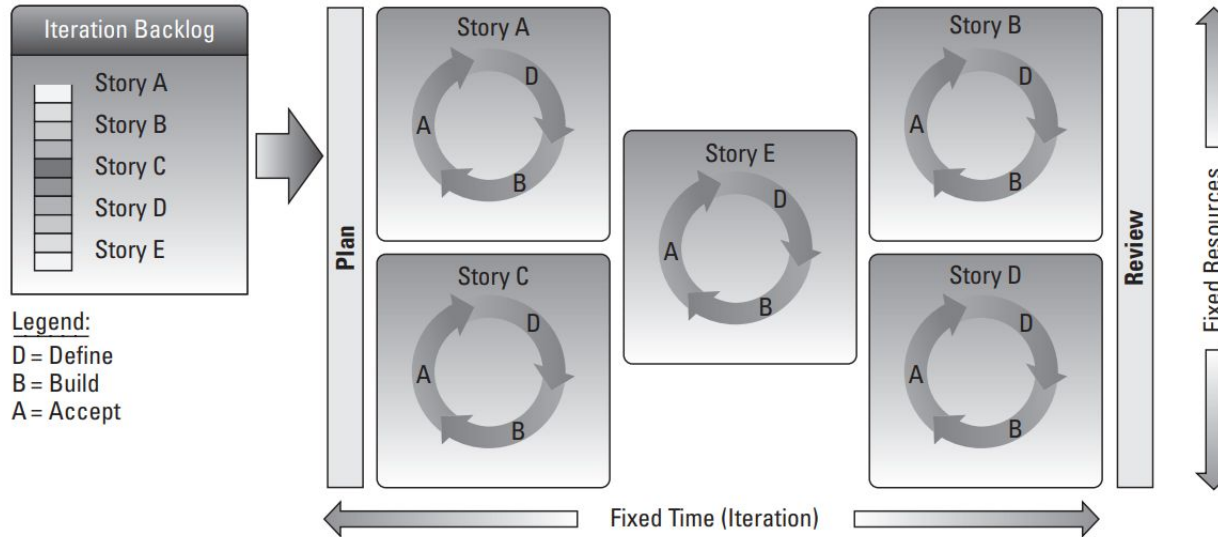 Iteration Backlog
Story A
Story B
Story C
Story D
Story E
Legend:
D = Define
B = Build
A = Accept
Plan
Story A
D
B
A
Story C
D
B
A
Story E
D
B
A
Story B
D
B
A
Story D
D
B
A
Review
Fixed Resources
Fixed Time (Iteration)